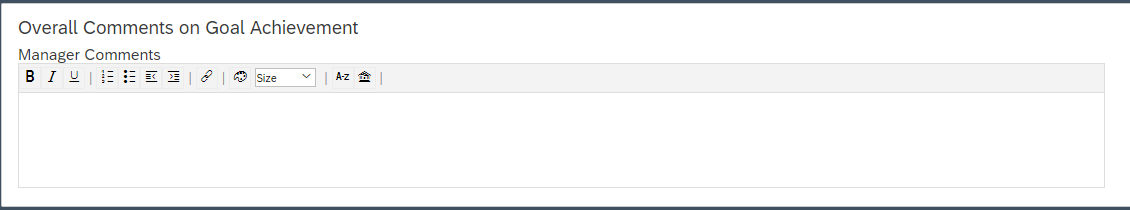 Overall Comments on Goal Achievement
Manager Comments
B I U | | | Size | A-Z |